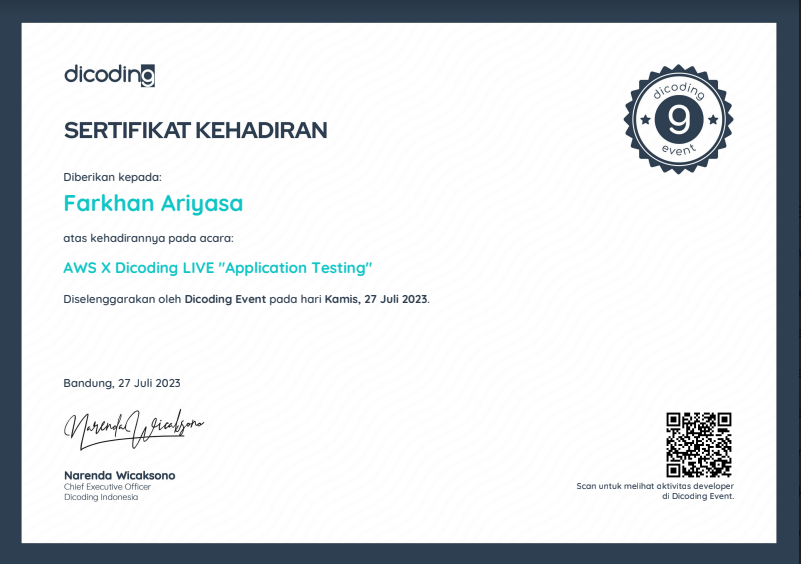 dicoding
SERTIFIKAT KEHADIRAN
dicoding
9
event
Diberikan kepada:
Farkhan Ariyasa
atas kehadirannya pada acara:
AWS X Dicoding LIVE "Application Testing"
Diselenggarakan oleh Dicoding Event pada hari Kamis, 27 Juli 2023.
Bandung, 27 Juli 2023
Narenda Wicaksono
Narenda Wicaksono
Chief Executive Officer
Dicoding Indonesia
Scan untuk melihat aktivitas developer
di Dicoding Event.